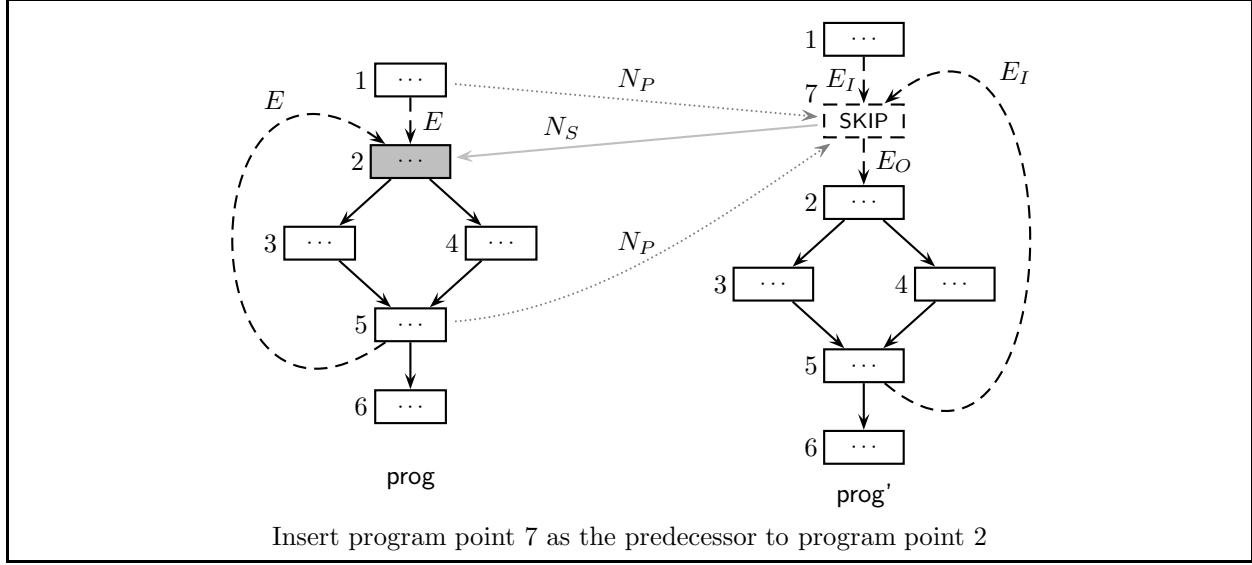 1 ···
E
E
2 ···
3 ···
4 ···
5 ···
6 ···
prog
N_P
N_S
N_P
1 ···
E_I
E_I
7 SKIP
E_O
2 ···
3 ···
4 ···
5 ···
6 ···
prog'
Insert program point 7 as the predecessor to program point 2